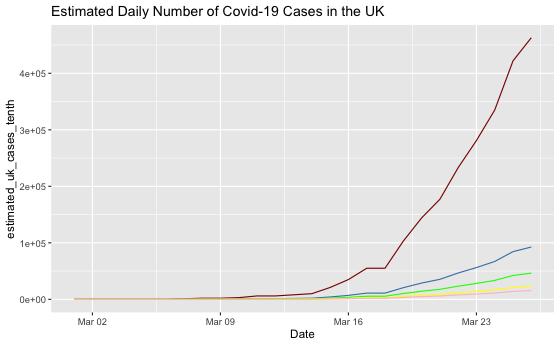 Estimated Daily Number of Covid-19 Cases in the UK
estimated_uk_cases_tenth
4e+05
3e+05
2e+05
1e+05
0e+00
Mar 02
Mar 09
Mar 16
Mar 23
Date